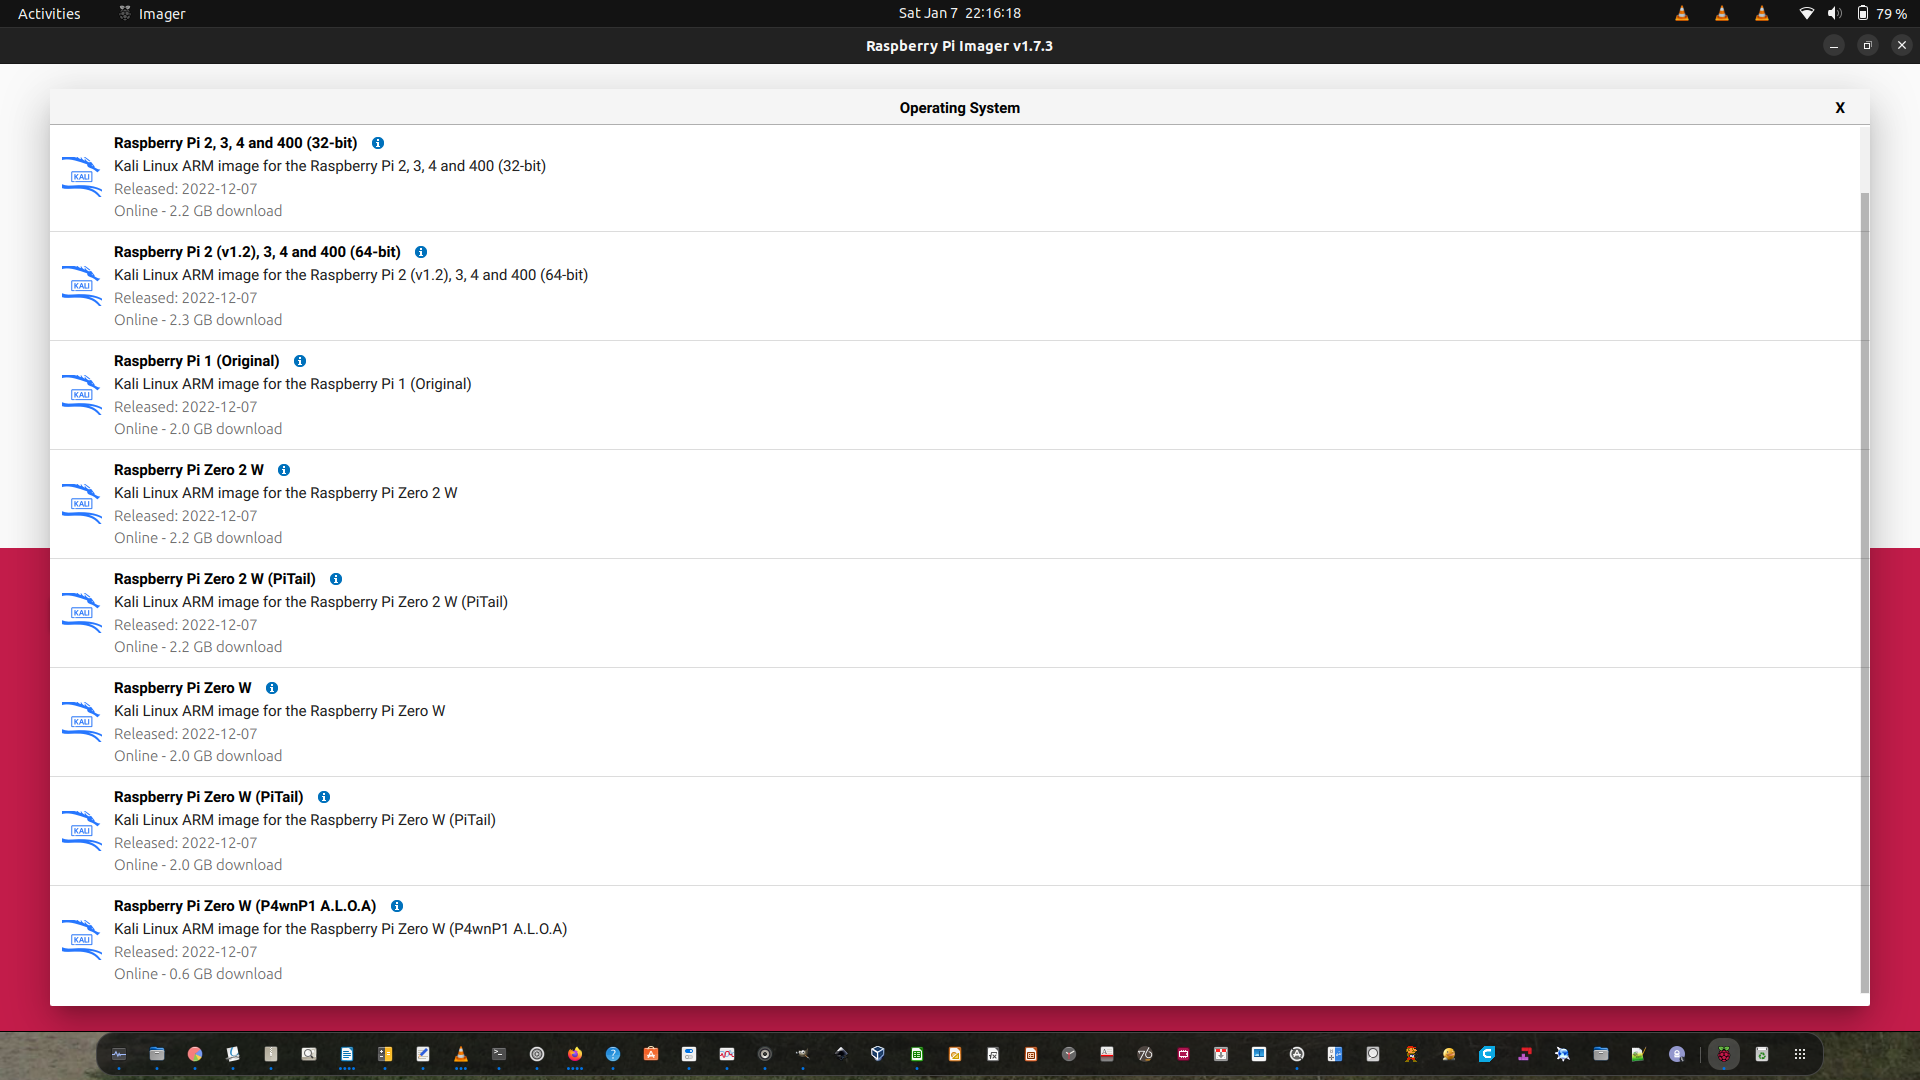 Activities Imager Sat Jan 7 22:16:18 79 %
Raspberry Pi Imager v1.7.3
Operating System X
Raspberry Pi 2, 3, 4 and 400 (32-bit)
Kali Linux ARM image for the Raspberry Pi 2, 3, 4 and 400 (32-bit)
KALI
Released: 2022-12-07
Online - 2.2 GB download
Raspberry Pi 2 (v1.2), 3, 4 and 400 (64-bit)
Kali Linux ARM image for the Raspberry Pi 2 (v1.2), 3, 4 and 400 (64-bit)
KALI
Released: 2022-12-07
Online - 2.3 GB download
Raspberry Pi 1 (Original)
Kali Linux ARM image for the Raspberry Pi 1 (Original)
KALI
Released: 2022-12-07
Online - 2.0 GB download
Raspberry Pi Zero 2 W
Kali Linux ARM image for the Raspberry Pi Zero 2 W
KALI
Released: 2022-12-07
Online - 2.2 GB download
Raspberry Pi Zero 2 W (PiTail)
Kali Linux ARM image for the Raspberry Pi Zero 2 W (PiTail)
KALI
Released: 2022-12-07
Online - 2.2 GB download
Raspberry Pi Zero W
Kali Linux ARM image for the Raspberry Pi Zero W
KALI
Released: 2022-12-07
Online - 2.0 GB download
Raspberry Pi Zero W (PiTail)
Kali Linux ARM image for the Raspberry Pi Zero W (PiTail)
KALI
Released: 2022-12-07
Online - 2.0 GB download
Raspberry Pi Zero W (P4wnP1 A.L.O.A)
Kali Linux ARM image for the Raspberry Pi Zero W (P4wnP1 A.L.O.A)
KALI
Released: 2022-12-07
Online - 0.6 GB download